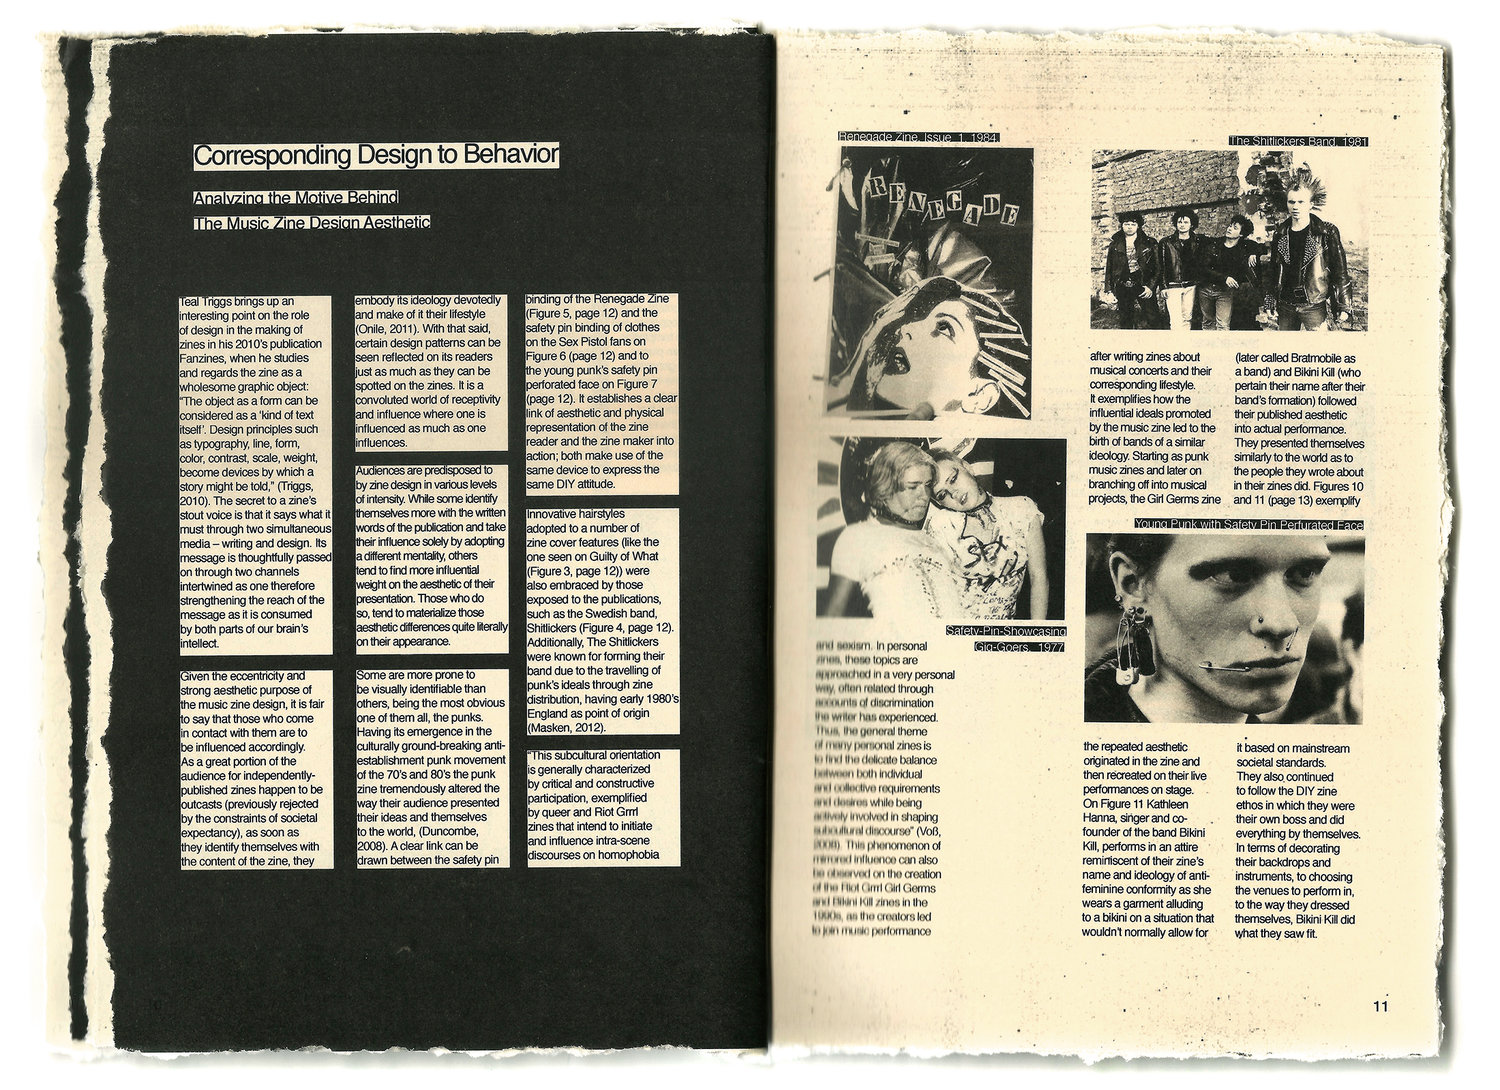 Corresponding Design to Behavior
Analyzing the Motive Behind
The Music Zine Design Aesthetic
Teal Triggs brings up an
interesting point on the role
of design in the making of
zines in his 2010's publication
Fanzines, when he studies
and regards the zine as a
wholesome graphic object:
“The object as a form can be
considered as a ‘kind of text
itself’. Design principles such
as typography, line, form,
color, contrast, scale, weight,
become devices by which a
story might be told,” (Triggs,
2010). The secret to a zine's
stout voice is that it says what it
must through two simultaneous
media – writing and design. Its
message is thoughtfully passed
on through two channels
intertwined as one therefore
strengthening the reach of the
message as it is consumed
by both parts of our brain's
intellect.
Given the eccentricity and
strong aesthetic purpose of
the music zine design, it is fair
to say that those who come
in contact with them are to
be influenced accordingly.
As a great portion of the
audience for independently-
published zines happen to be
outcasts (previously rejected
by the constraints of societal
expectancy), as soon as
they identify themselves with
the content of the zine, they
embody its ideology devotedly
and make of it their lifestyle
(Onile, 2011). With that said,
certain design patterns can be
seen reflected on its readers
just as much as they can be
spotted on the zines. It is a
convoluted world of receptivity
and influence where one is
influenced as much as one
influences.
Audiences are predisposed to
by zine design in various levels
of intensity. While some identify
themselves more with the written
words of the publication and take
their influence solely by adopting
a different mentality, others
tend to find more influential
weight on the aesthetic of their
presentation. Those who do
so, tend to materialize those
aesthetic differences quite literally
on their appearance.
Some are more prone to
be visually identifiable than
others, being the most obvious
one of them all, the punks.
Having its emergence in the
culturally ground-breaking anti-
establishment punk movement
of the 70's and 80's the punk
zine tremendously altered the
way their audience presented
their ideas and themselves
to the world, (Duncombe,
2008). A clear link can be
drawn between the safety pin
binding of the Renegade Zine
(Figure 5, page 12) and the
safety pin binding of clothes
on the Sex Pistol fans on
Figure 6 (page 12) and to
the young punk's safety pin
perforated face on Figure 7
(page 12). It establishes a clear
link of aesthetic and physical
representation of the zine
reader and the zine maker into
action; both make use of the
same device to express the
same DIY attitude.
Innovative hairstyles
adopted to a number of
zine cover features (like the
one seen on Guilty of What
(Figure 3, page 12)) were
also embraced by those
exposed to the publications,
such as the Swedish band,
Shitlickers (Figure 4, page 12).
Additionally, The Shitlickers
were known for forming their
band due to the travelling of
punk's ideals through zine
distribution, having early 1980's
England as point of origin
(Masken, 2012).
“This subcultural orientation
is generally characterized
by critical and constructive
participation, exemplified
by queer and Riot Grrrl
zines that intend to initiate
and influence intra-scene
discourses on homophobia
Renegade Zine, Issue 1, 1984.
RENEGADE
PUNK
SEX
Safety-Pin-Showcasing
Gig-Goers, 1977
and sexism. In personal
zines, these topics are
approached in a very personal
way, often related through
accounts of discrimination
the writer has experienced.
Thus, the general theme
of many personal zines is
to find the delicate balance
between both individual
and collective requirements
and desires while being
actively involved in shaping
subcultural discourse” (Voß,
2008). This phenomenon of
mirrored influence can also
be observed on the creation
of the Riot Grrrl Girl Germs
and Bikini Kill zines in the
1990s, as the creators led
to join music performance
The Shitlickers Band, 1981
after writing zines about
musical concerts and their
corresponding lifestyle.
It exemplifies how the
influential ideals promoted
by the music zine led to the
birth of bands of a similar
ideology. Starting as punk
music zines and later on
branching off into musical
projects, the Girl Germs zine
(later called Bratmobile as
a band) and Bikini Kill (who
pertain their name after their
band's formation) followed
their published aesthetic
into actual performance.
They presented themselves
similarly to the world as to
the people they wrote about
in their zines did. Figures 10
and 11 (page 13) exemplify
Young Punk with Safety Pin Perfurated Face
the repeated aesthetic
originated in the zine and
then recreated on their live
performances on stage.
On Figure 11 Kathleen
Hanna, singer and co-
founder of the band Bikini
Kill, performs in an attire
reminiscent of their zine's
name and ideology of anti-
feminine conformity as she
wears a garment alluding
to a bikini on a situation that
wouldn't normally allow for
it based on mainstream
societal standards.
They also continued
to follow the DIY zine
ethos in which they were
their own boss and did
everything by themselves.
In terms of decorating
their backdrops and
instruments, to choosing
the venues to perform in,
to the way they dressed
themselves, Bikini Kill did
what they saw fit.
11